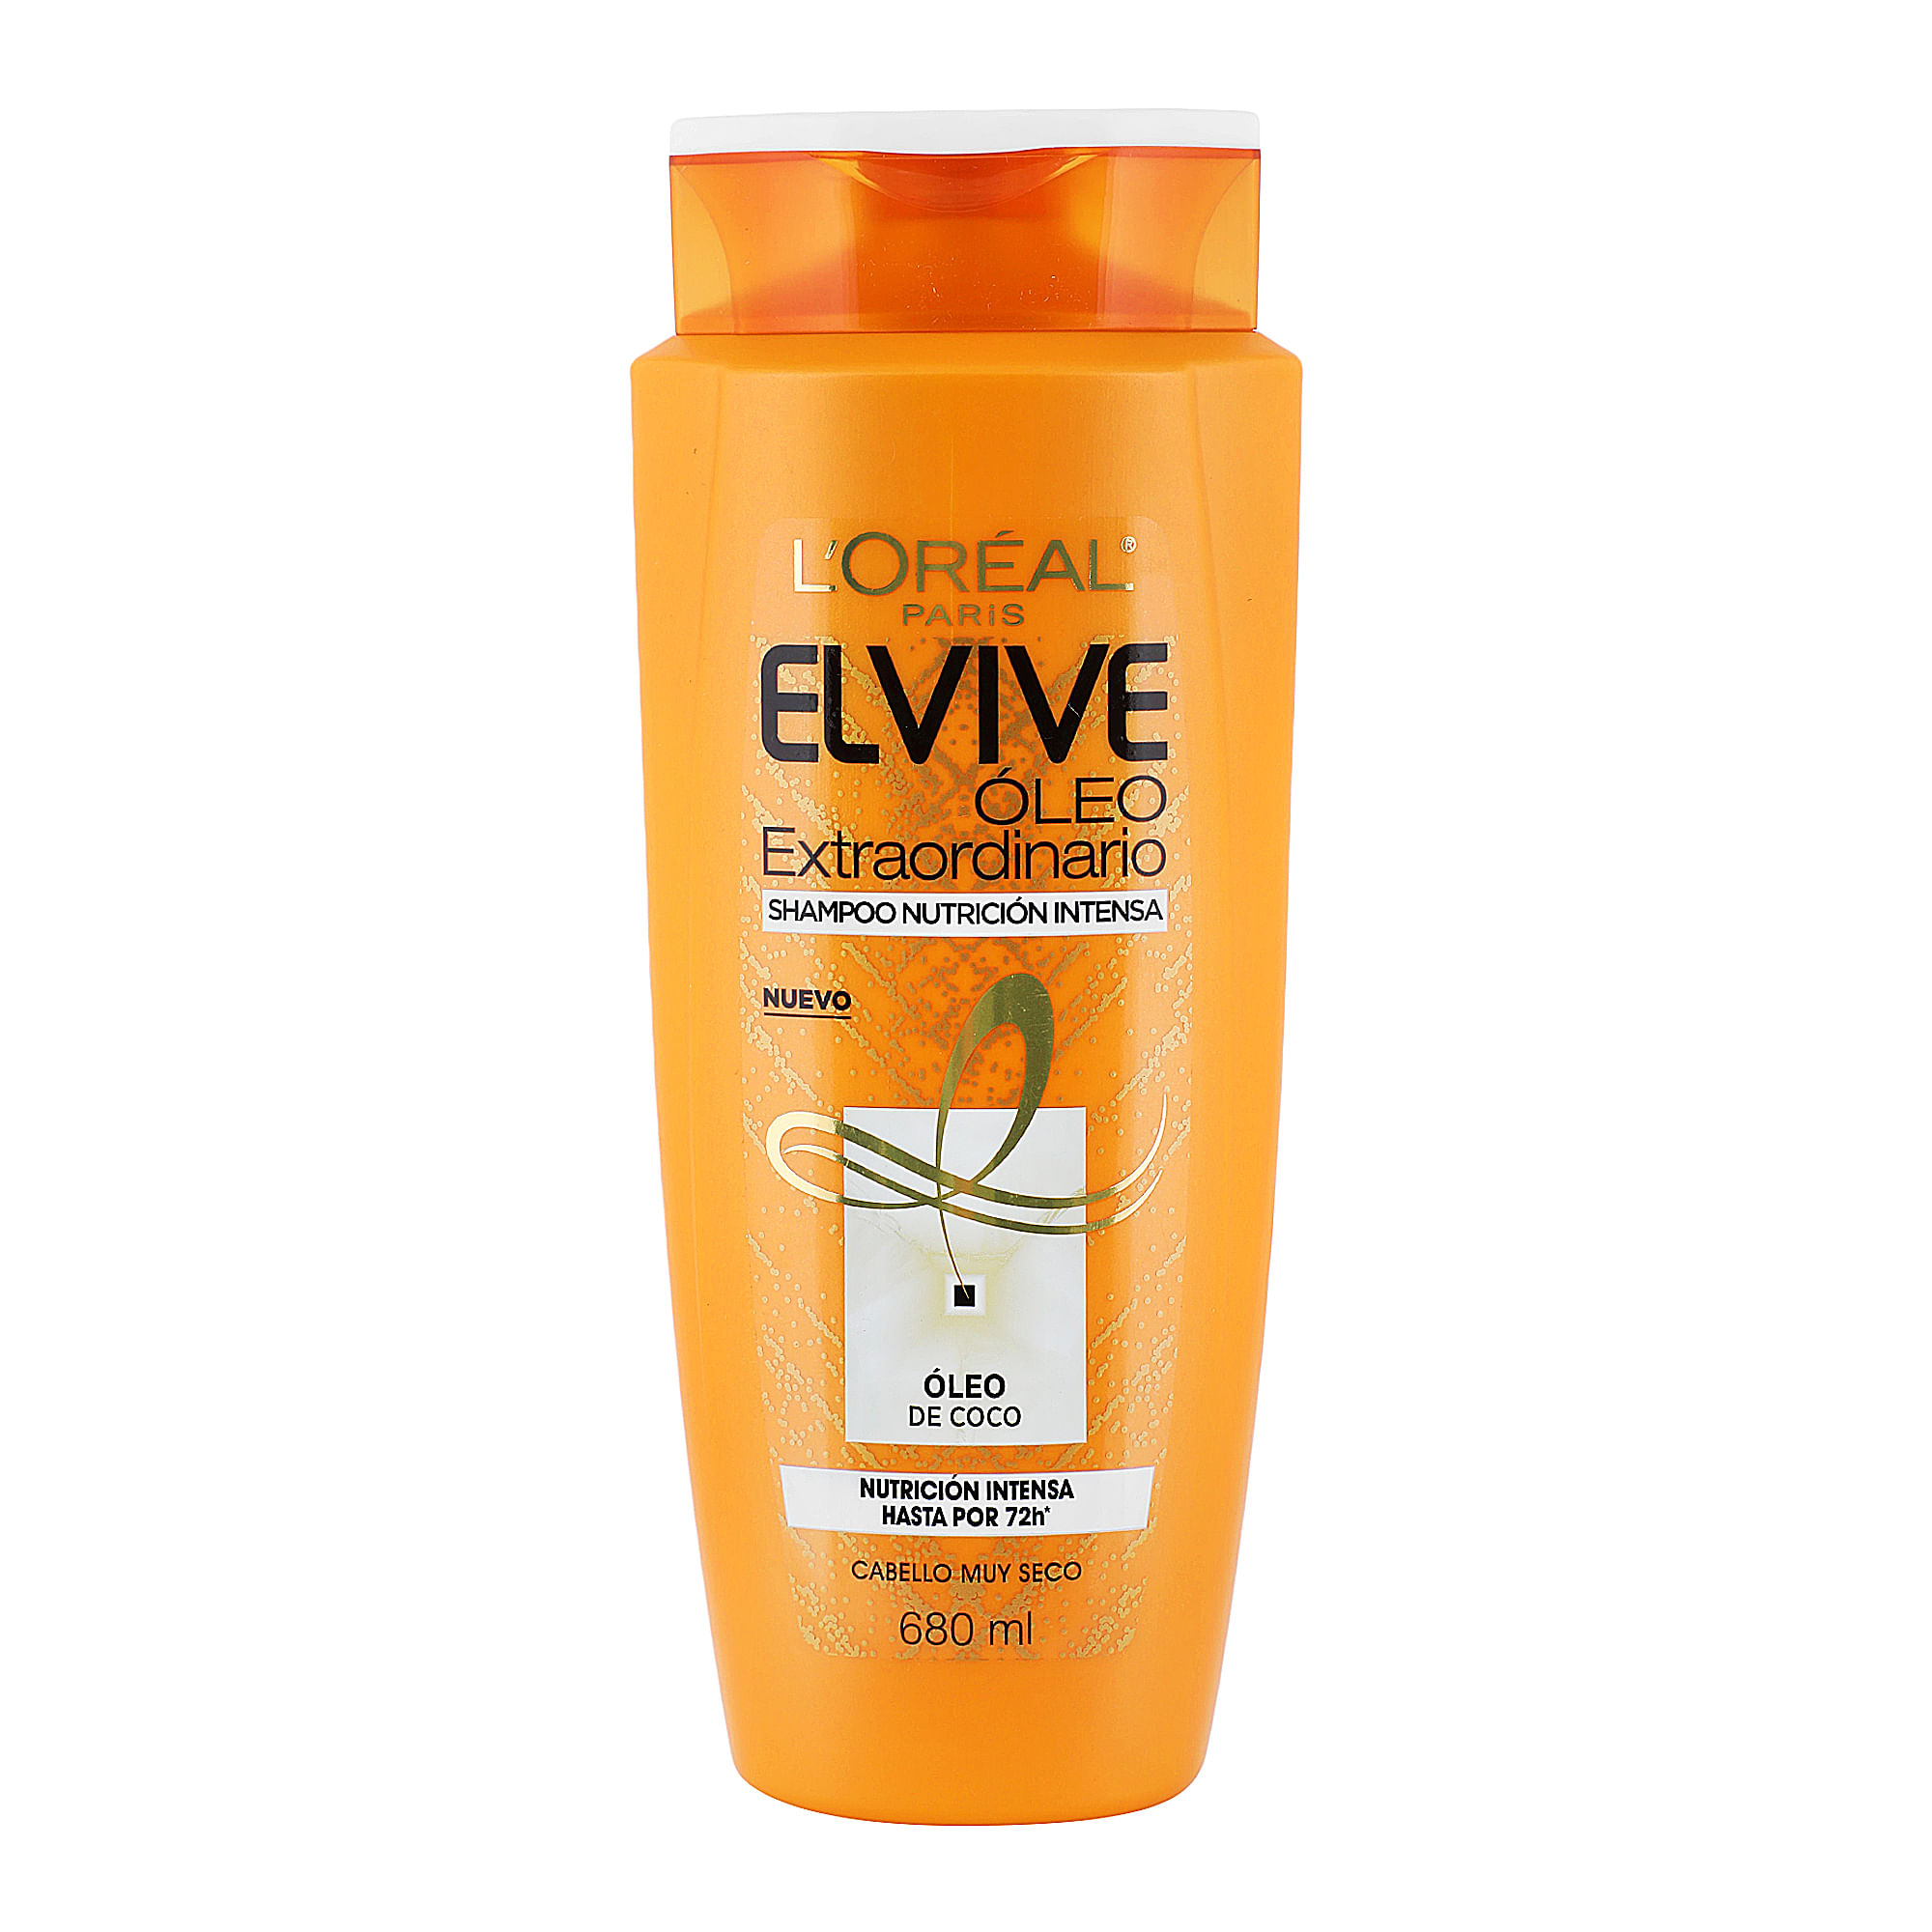 L'ORÉAL®
PARiS
ELVIVE
ÓLEO
Extraordinario
SHAMPOO NUTRICIÓN INTENSA
NUEVO
ÓLEO
DE COCO
NUTRICIÓN INTENSA
HASTA POR 72h*
CABELLO MUY SECO
680 ml